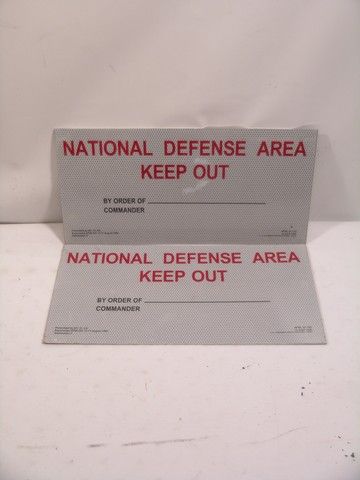 NATIONAL DEFENSE AREA
KEEP OUT
BY ORDER OF
COMMANDER
NATIONAL DEFENSE AREA
KEEP OUT
BY ORDER OF
COMMANDER